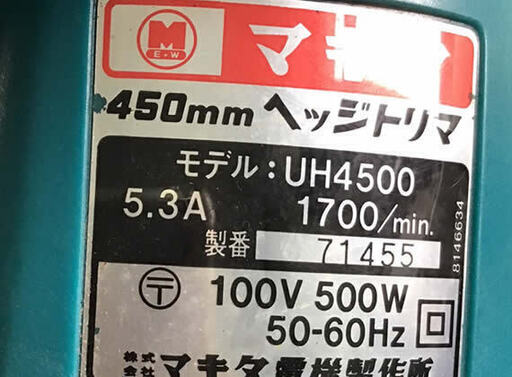 M
E・W
マキタ
450mm ヘッジトリマ
モデル:UH4500
5.3A 1700/min.
製番 71455
8146634
〒 100V 500W
50-60Hz
株式会社 マキタ電機製作所